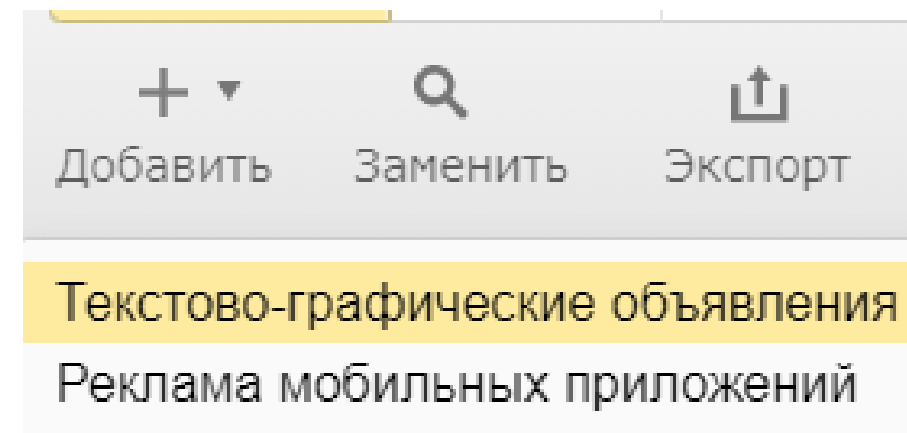 Добавить Заменить Экспорт
Текстово-графические объявления
Реклама мобильных приложений